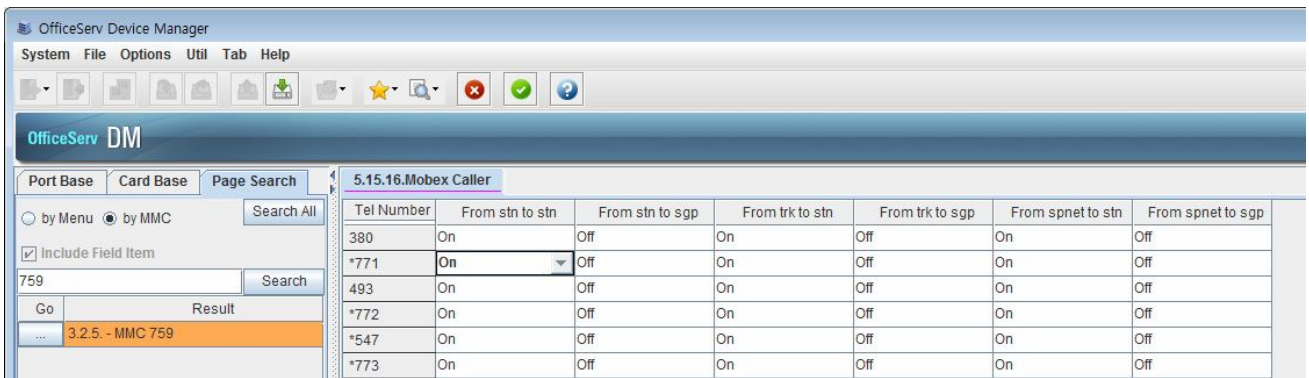 OfficeServ Device Manager
System File Options Util Tab Help
OfficeServ DM
Port Base Card Base Page Search
by Menu by MMC Search All
Include Field Item
759 Search
Go Result
... 3.2.5. - MMC 759
5.15.16.Mobex Caller
Tel Number From stn to stn From stn to sgp From trk to stn From trk to sgp From spnet to stn From spnet to sgp
380 On Off On Off On Off
*771 On Off On Off On Off
493 On Off On Off On Off
*772 On Off On Off On Off
*547 On Off On Off On Off
*773 On Off On Off On Off